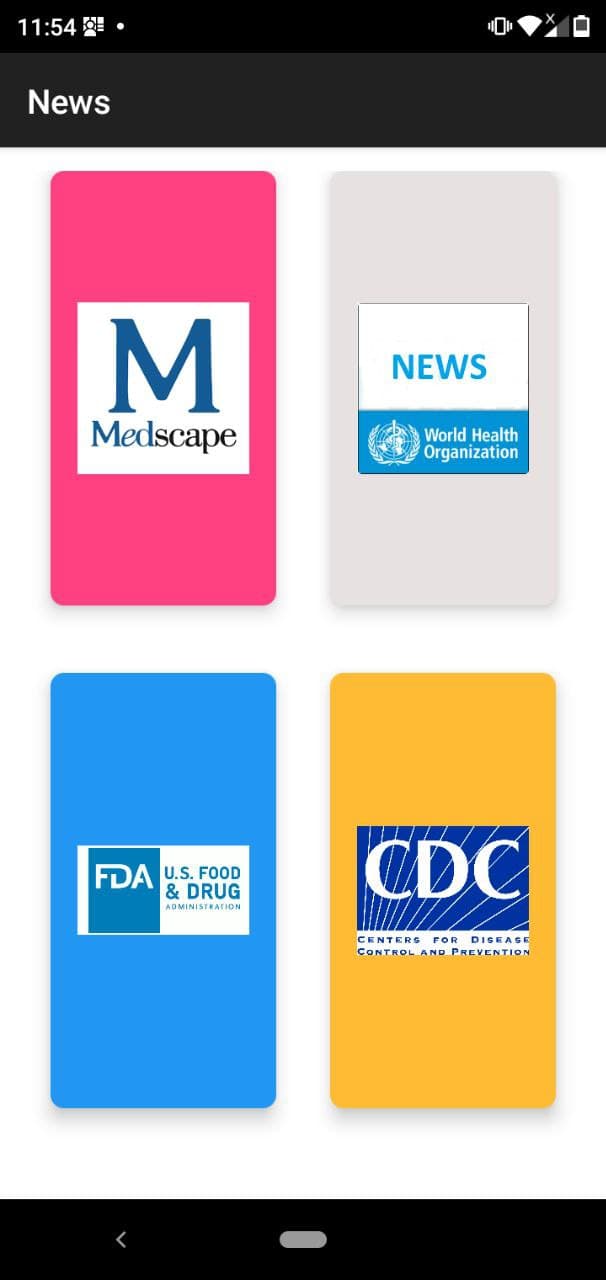 11:54
News
M
Medscape
NEWS
World Health
Organization
FDA
U.S. FOOD
& DRUG
ADMINISTRATION
CDC
CENTERS FOR DISEASE
CONTROL AND PREVENTION